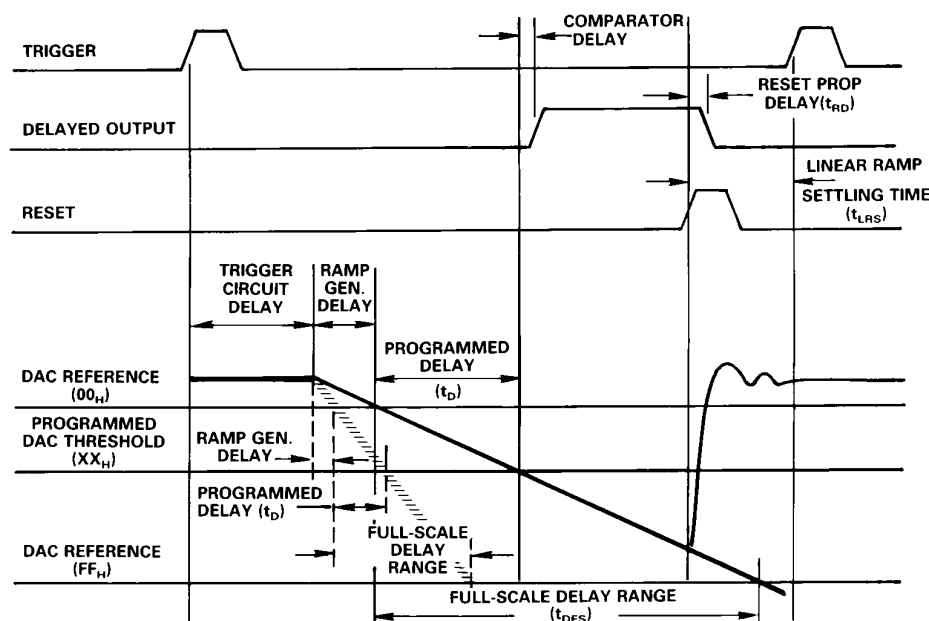 TRIGGER
COMPARATOR
DELAY
RESET PROP
DELAY(tRD)
DELAYED OUTPUT
LINEAR RAMP
SETTLING TIME
(tLRS)
RESET
TRIGGER
CIRCUIT
DELAY
RAMP
GEN.
DELAY
DAC REFERENCE
(00H)
PROGRAMMED
DELAY
(tD)
PROGRAMMED
DAC THRESHOLD
(XXH)
RAMP GEN.
DELAY
PROGRAMMED
DELAY (tD)
FULL-SCALE
DELAY
RANGE
DAC REFERENCE
(FFH)
FULL-SCALE DELAY RANGE
(tDFS)